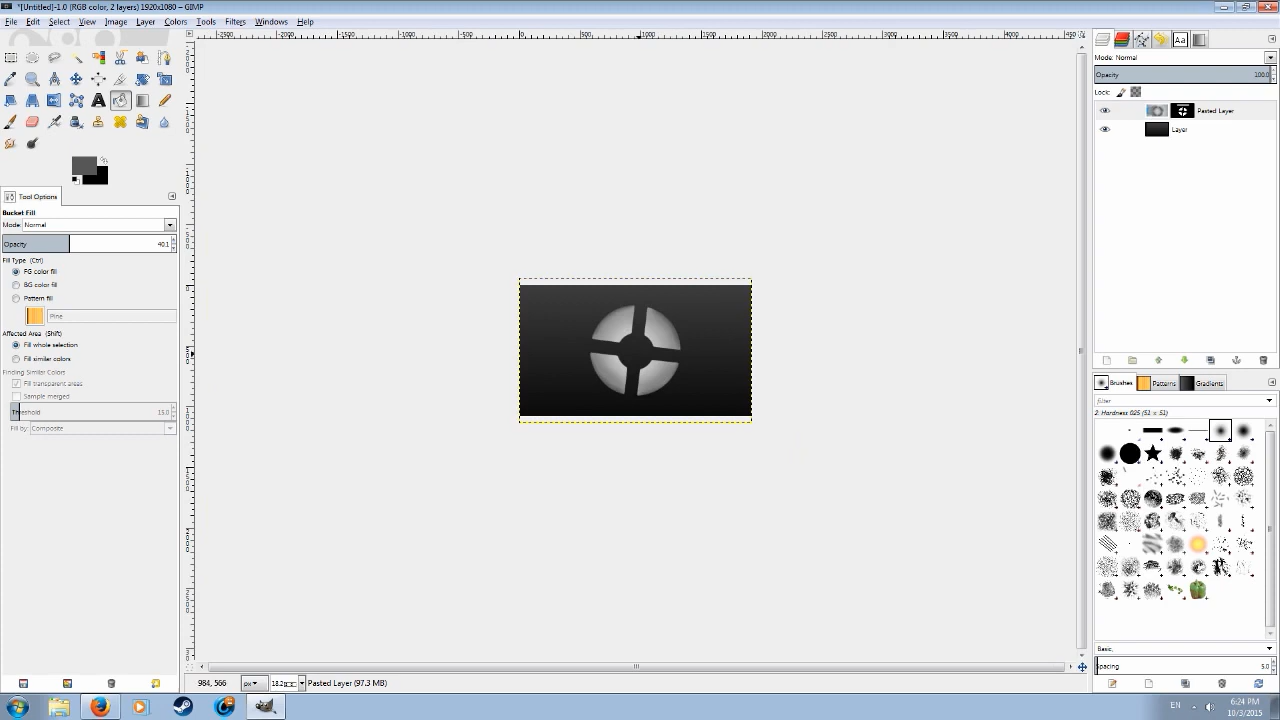 *[Untitled]-1.0 (RGB color, 2 layers) 1920x1080 – GIMP
File Edit Select View Image Layer Colors Tools Filters Windows Help
Mode: Normal
Opacity 100.0
Lock:
Pasted Layer
Layer
Tool Options
Bucket Fill
Mode: Normal
Opacity 40.1
Fill Type (Ctrl)
FG color fill
BG color fill
Pattern fill
Pine
Affected Area (Shift)
Fill whole selection
Fill similar colors
Finding Similar Colors
Fill transparent areas
Sample merged
Threshold 15.0
Fill by: Composite
Brushes Patterns Gradients
filter
2. Hardness 025 (51 x 51)
Basic,
Spacing 5.0
984, 566 px 18.2 Pasted Layer (97.3 MB)
EN
6:24 PM
10/3/2015